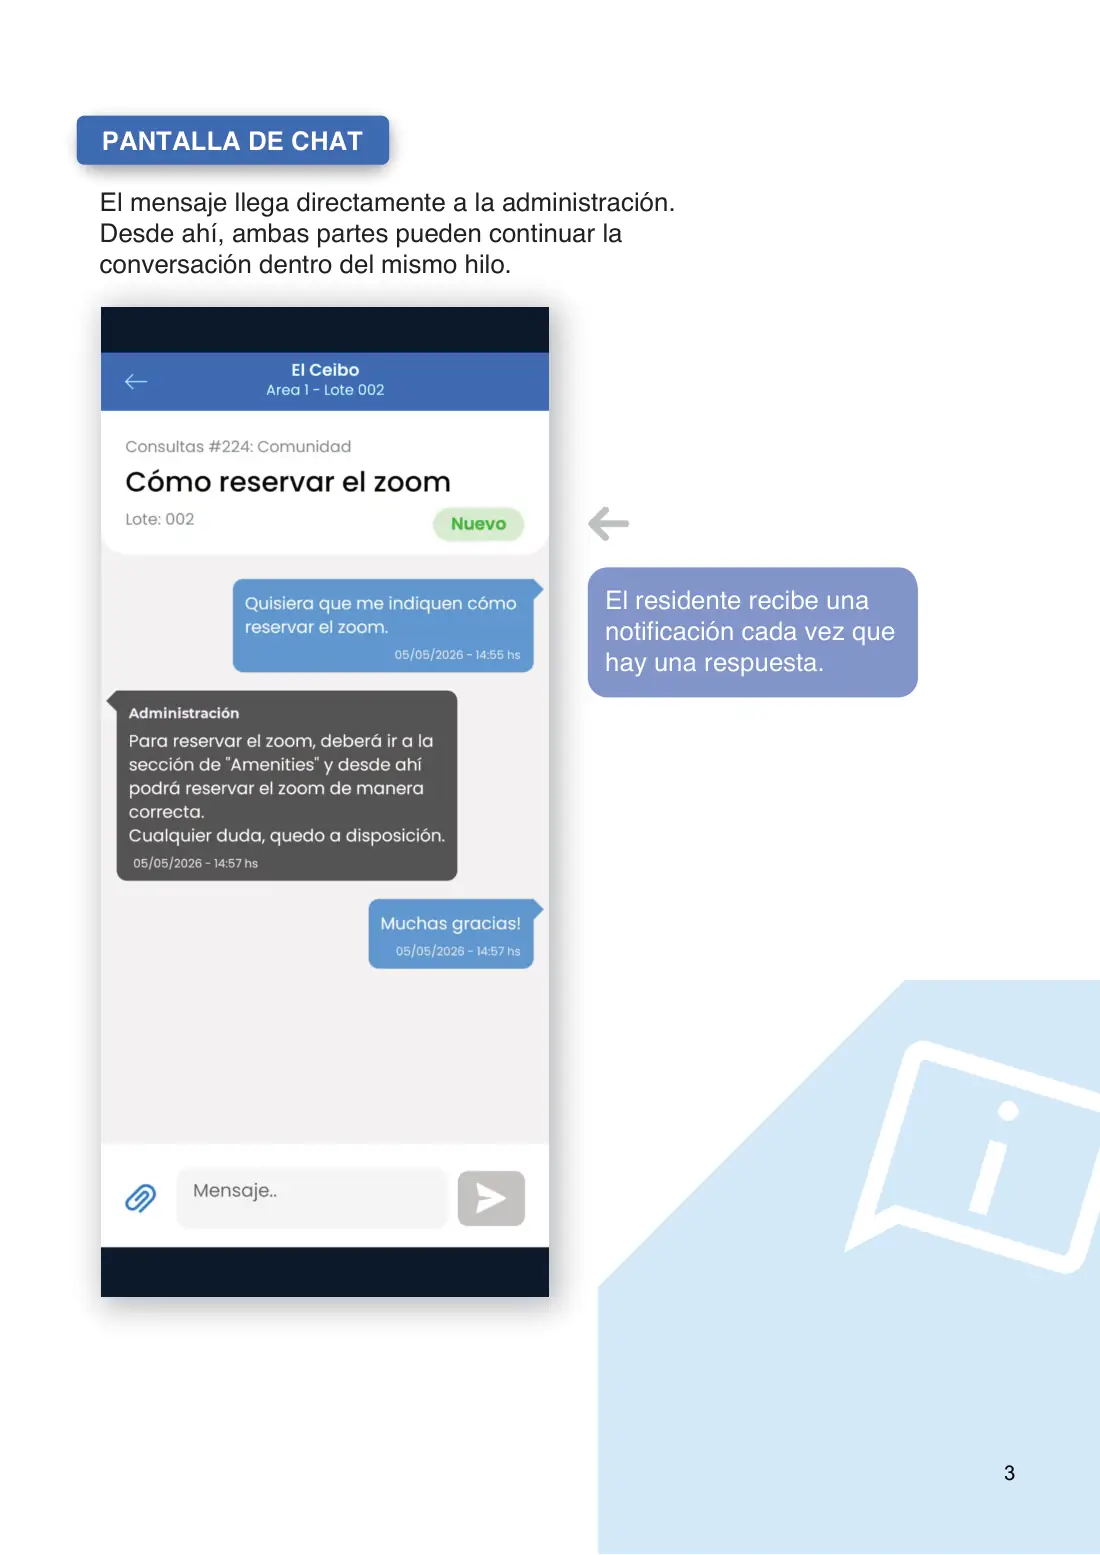 PANTALLA DE CHAT
El mensaje llega directamente a la administración.
Desde ahí, ambas partes pueden continuar la
conversación dentro del mismo hilo.
El Ceibo
Area 1 - Lote 002
Consultas #224: Comunidad
Cómo reservar el zoom
Lote: 002
Nuevo
Quisiera que me indiquen cómo
reservar el zoom.
05/05/2026 - 14:55 hs
Administración
Para reservar el zoom, deberá ir a la
sección de "Amenities" y desde ahí
podrá reservar el zoom de manera
correcta.
Cualquier duda, quedo a disposición.
05/05/2026 - 14:57 hs
Muchas gracias!
05/05/2026 - 14:57 hs
Mensaje..
El residente recibe una
notificación cada vez que
hay una respuesta.
3